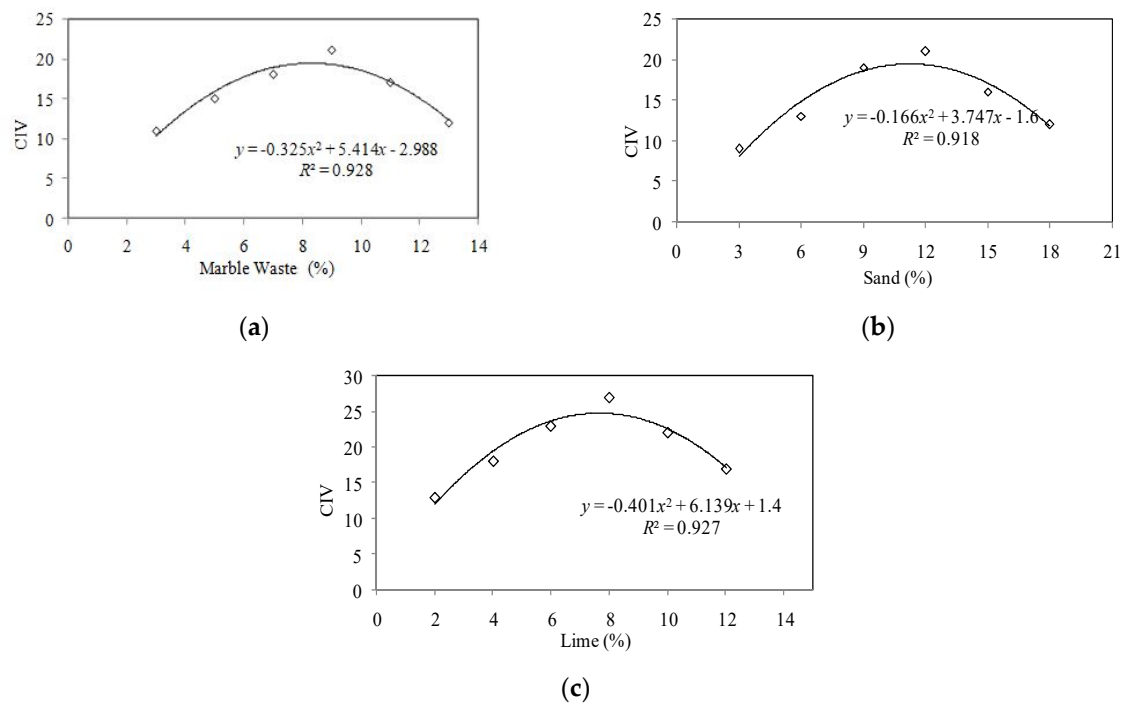 25
20
15
10
5
0
CIV
y = -0.325x² + 5.414x - 2.988
R² = 0.928
0 2 4 6 8 10 12 14
Marble Waste (%)
(a)
25
20
15
10
5
0
CIV
y = -0.166x² + 3.747x - 1.6
R² = 0.918
0 3 6 9 12 15 18 21
Sand (%)
(b)
30
25
20
15
10
5
0
CIV
y = -0.401x² + 6.139x + 1.4
R² = 0.927
0 2 4 6 8 10 12 14
Lime (%)
(c)